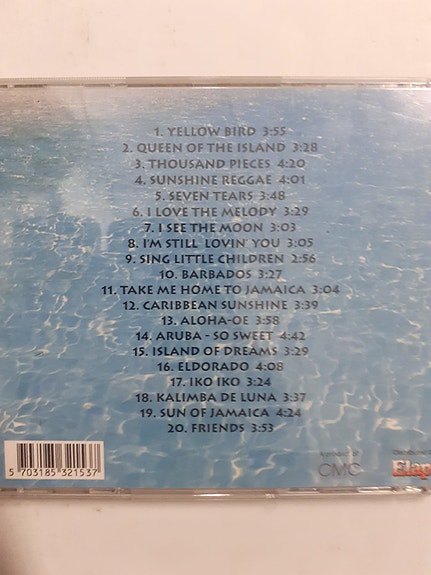 1. YELLOW BIRD 3:55
2. QUEEN OF THE ISLAND 3:28
3. THOUSAND PIECES 4:20
4. SUNSHINE REGGAE 4:01
5. SEVEN TEARS 3:48
6. I LOVE THE MELODY 3:29
7. I SEE THE MOON 3:03
8. I'M STILL LOVIN' YOU 3:05
9. SING LITTLE CHILDREN 2:56
10. BARBADOS 3:27
11. TAKE ME HOME TO JAMAICA 3:04
12. CARIBBEAN SUNSHINE 3:39
13. ALOHA-OE 3:58
14. ARUBA - SO SWEET 4:42
15. ISLAND OF DREAMS 3:29
16. ELDORADO 4:08
17. IKO IKO 3:24
18. KALIMBA DE LUNA 3:37
19. SUN OF JAMAICA 4:24
20. FRIENDS 3:53
5 703185 321537
CMC
Elap